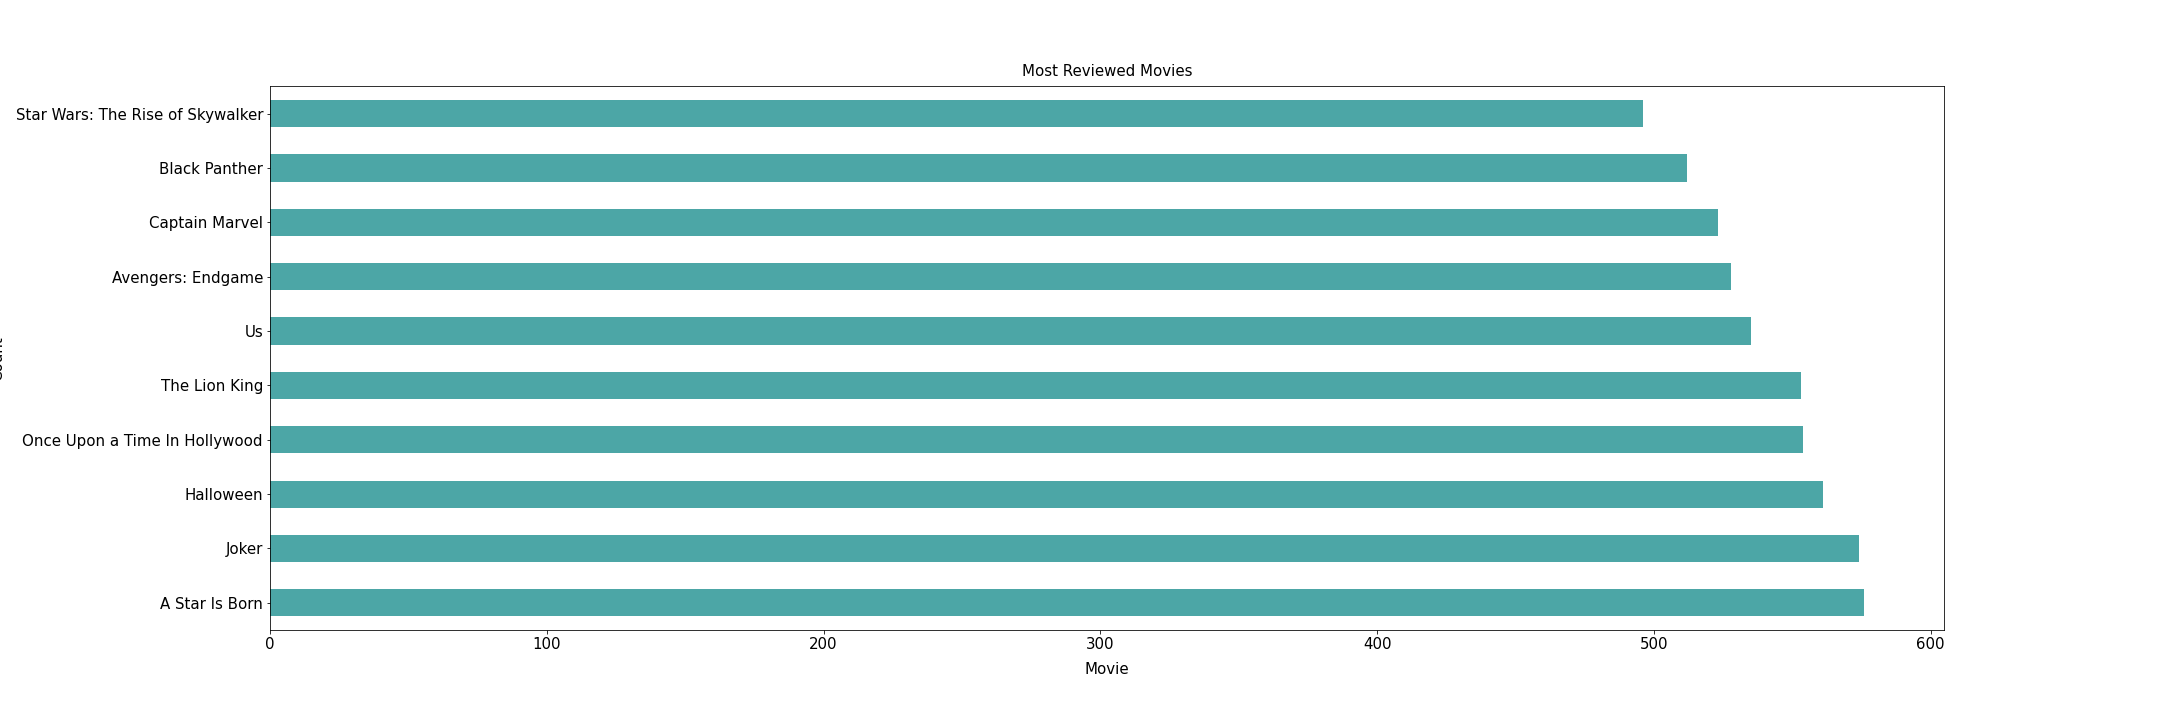 Most Reviewed Movies
Star Wars: The Rise of Skywalker
Black Panther
Captain Marvel
Avengers: Endgame
Us
The Lion King
Once Upon a Time In Hollywood
Halloween
Joker
A Star Is Born
0 100 200 300 400 500 600
Movie